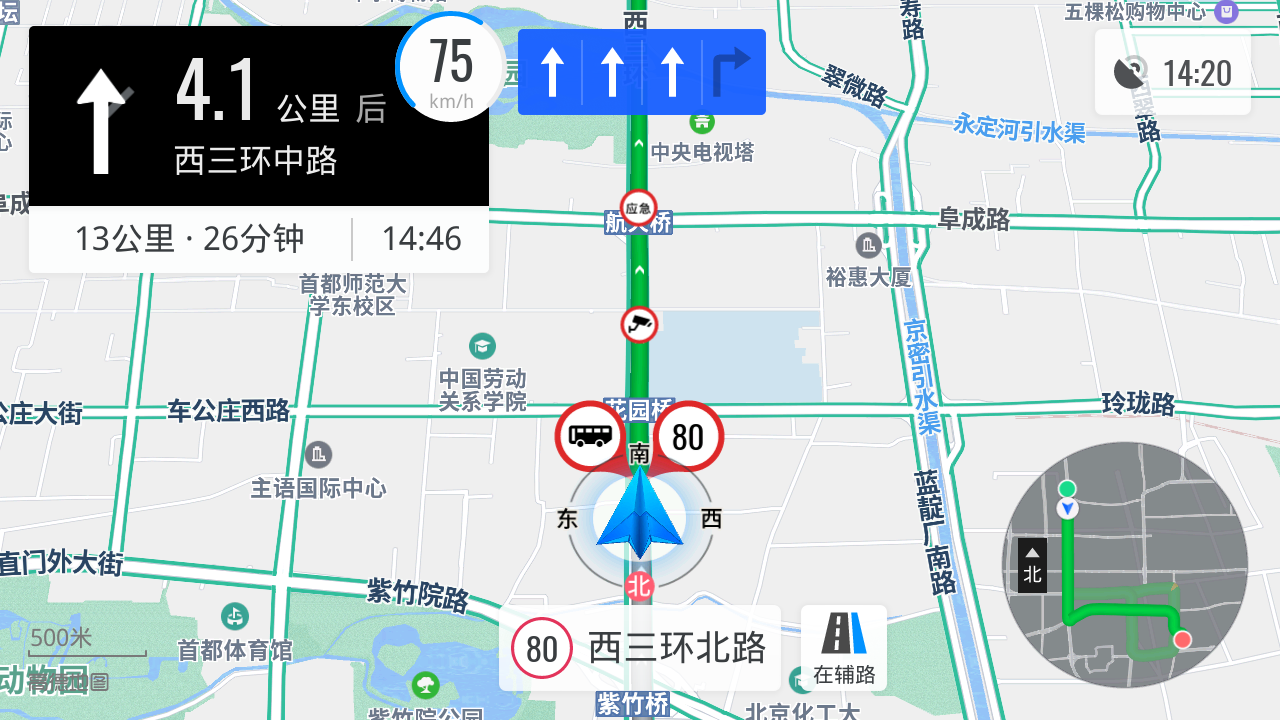 坛
4.1 公里 后
西三环中路
13公里 · 26分钟
14:46
75
km/h
西
寿路
五棵松购物中心
14:20
翠微路
永定河引水渠
路
中央电视塔
阜成路
应急
航天桥
裕惠大厦
首都师范大
学东校区
中国劳动
关系学院
京密引水渠
公庄大街
车公庄西路
花园桥
玲珑路
80
南
东
西
北
主语国际中心
蓝靛厂南路
直门外大街
紫竹院路
首都体育馆
500米
动物园
80
西三环北路
在辅路
北
紫竹桥
紫竹院公园
北京化工大